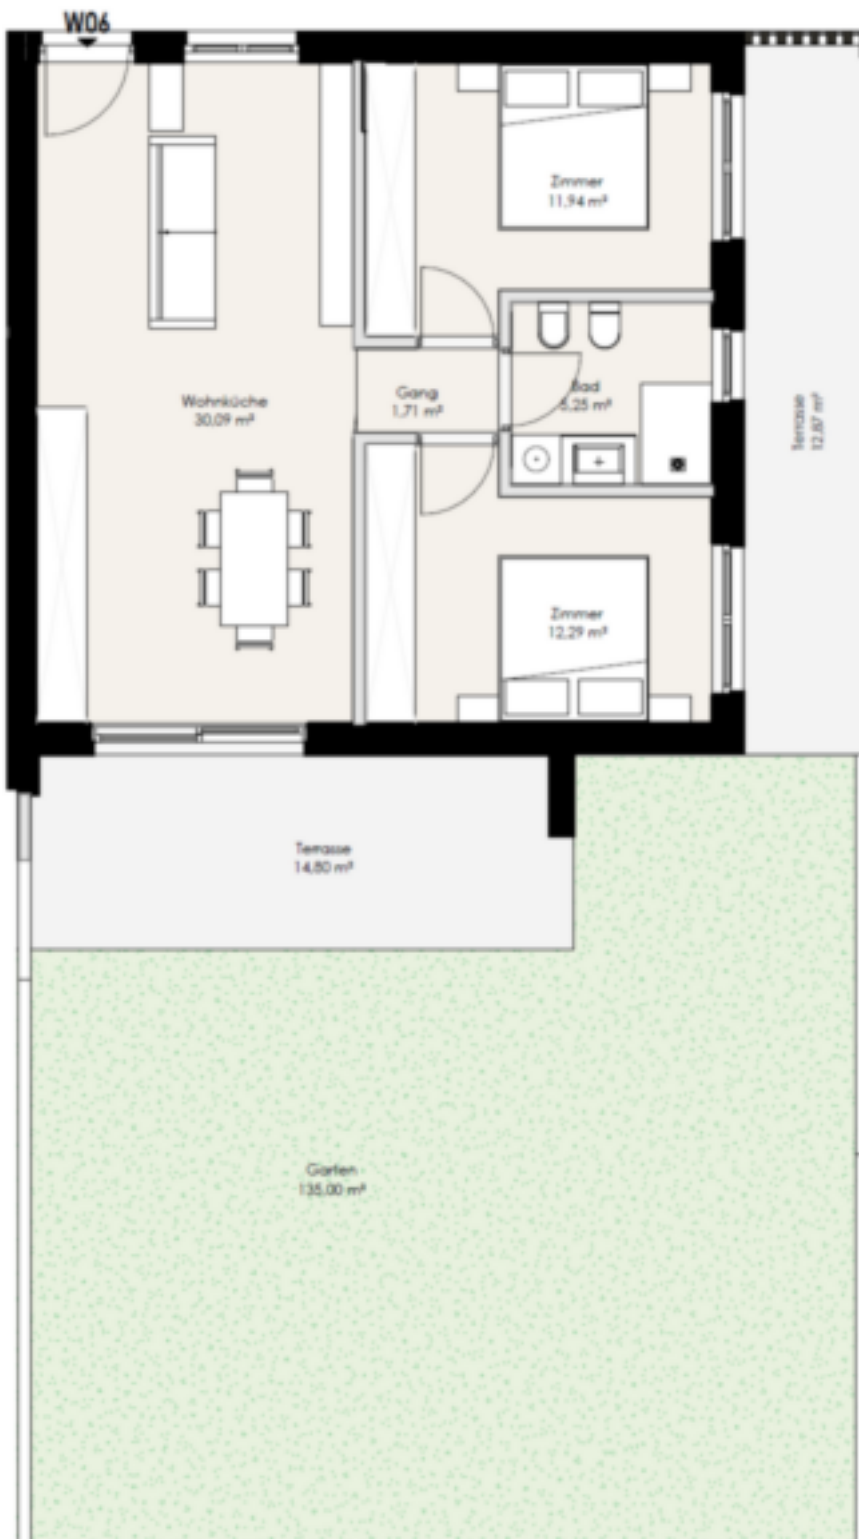 W06
Zimmer
11,94 m²
Wohnküche
30,09 m²
Gang
1,71 m²
Bad
5,25 m²
Terrasse
12,87 m²
Zimmer
12,29 m²
Terrasse
14,80 m²
Garten
135,00 m²